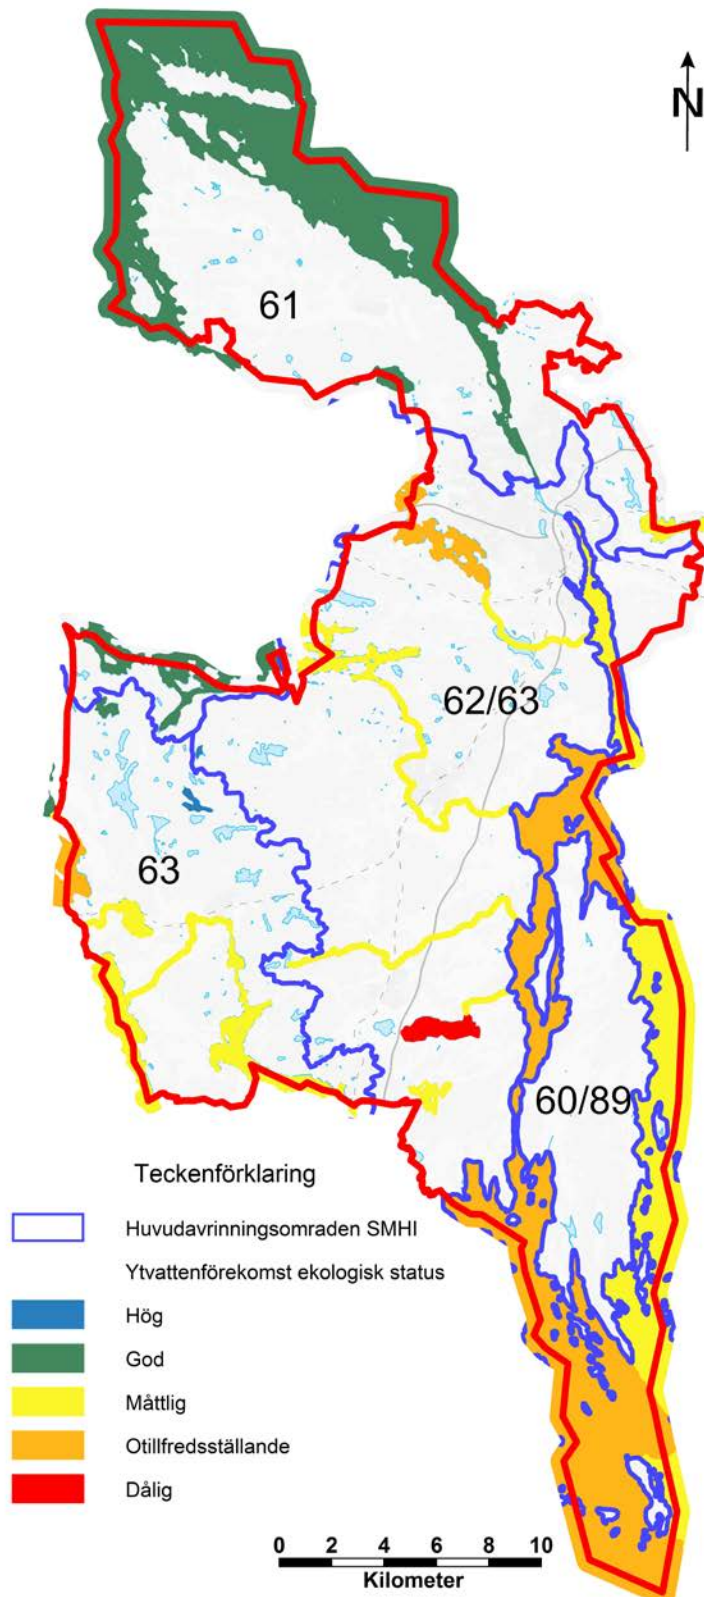 N
61
62/63
63
60/89
Teckenförklaring
Huvudavrinningsområden SMHI
Ytvattenförekomst ekologisk status
Hög
God
Måttlig
Otillfredsställande
Dålig
0 2 4 6 8 10
Kilometer